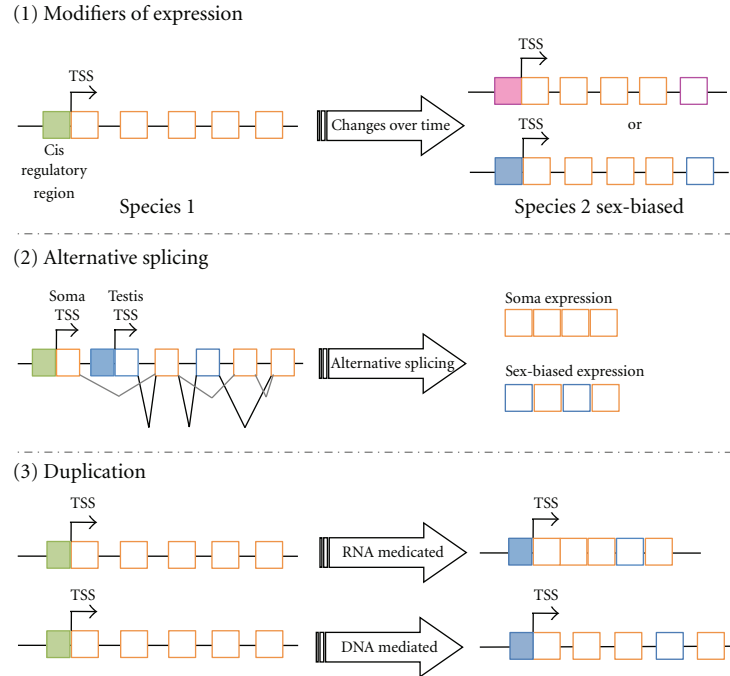 (1) Modifiers of expression
TSS
Cis
regulatory
region
Species 1
Changes over time
TSS
or
TSS
Species 2 sex-biased
(2) Alternative splicing
Soma
TSS
Testis
TSS
Alternative splicing
Soma expression
Sex-biased expression
(3) Duplication
TSS
RNA medicated
TSS
TSS
DNA mediated
TSS